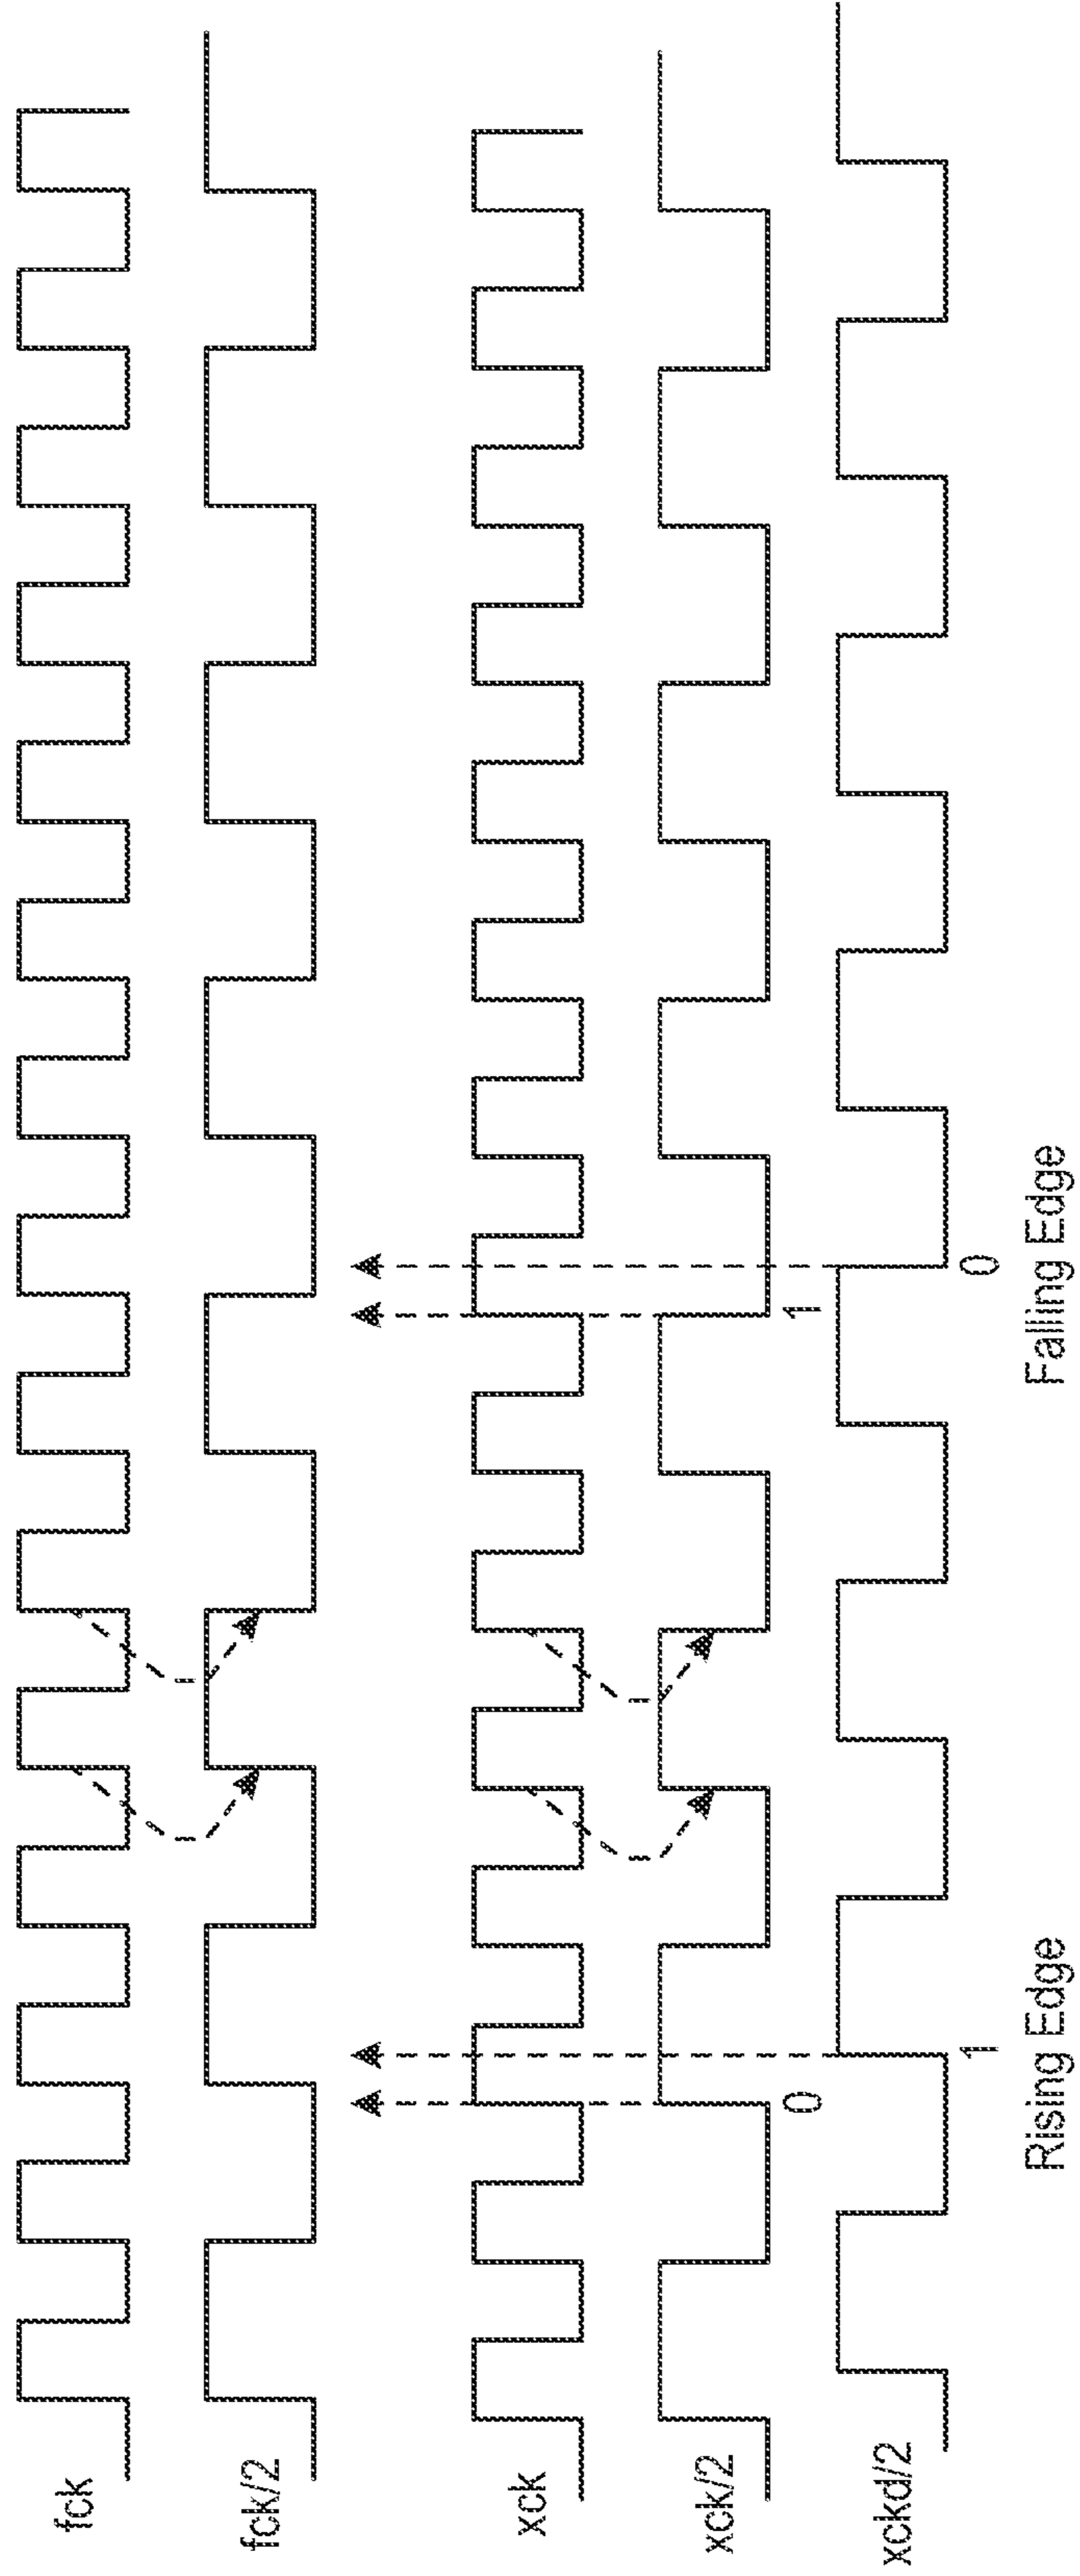 fck
fck/2
xck
xck/2
0
1
xckd/2
1
0
Rising Edge
Falling Edge